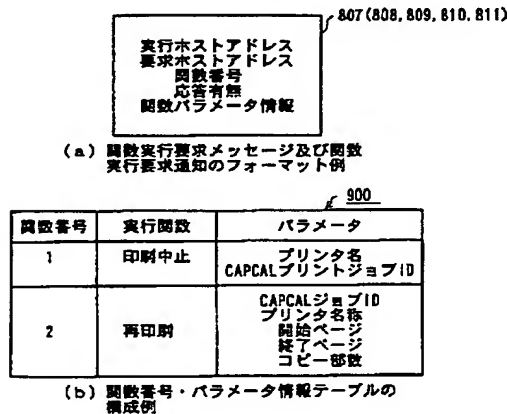 807(808,809,810,811)
実行ホストアドレス
要求ホストアドレス
関数番号
応答有無
関数パラメータ情報
(a) 関数実行要求メッセージ及び関数
実行要求通知のフォーマット例
900
関数番号 実行関数 パラメータ
1 印刷中止 プリンタ名
CAPCALプリントジョブID
2 再印刷 CAPCALジョブID
プリンタ名称
開始ページ
終了ページ
コピー部数
(b) 関数番号・パラメータ情報テーブルの
構成例